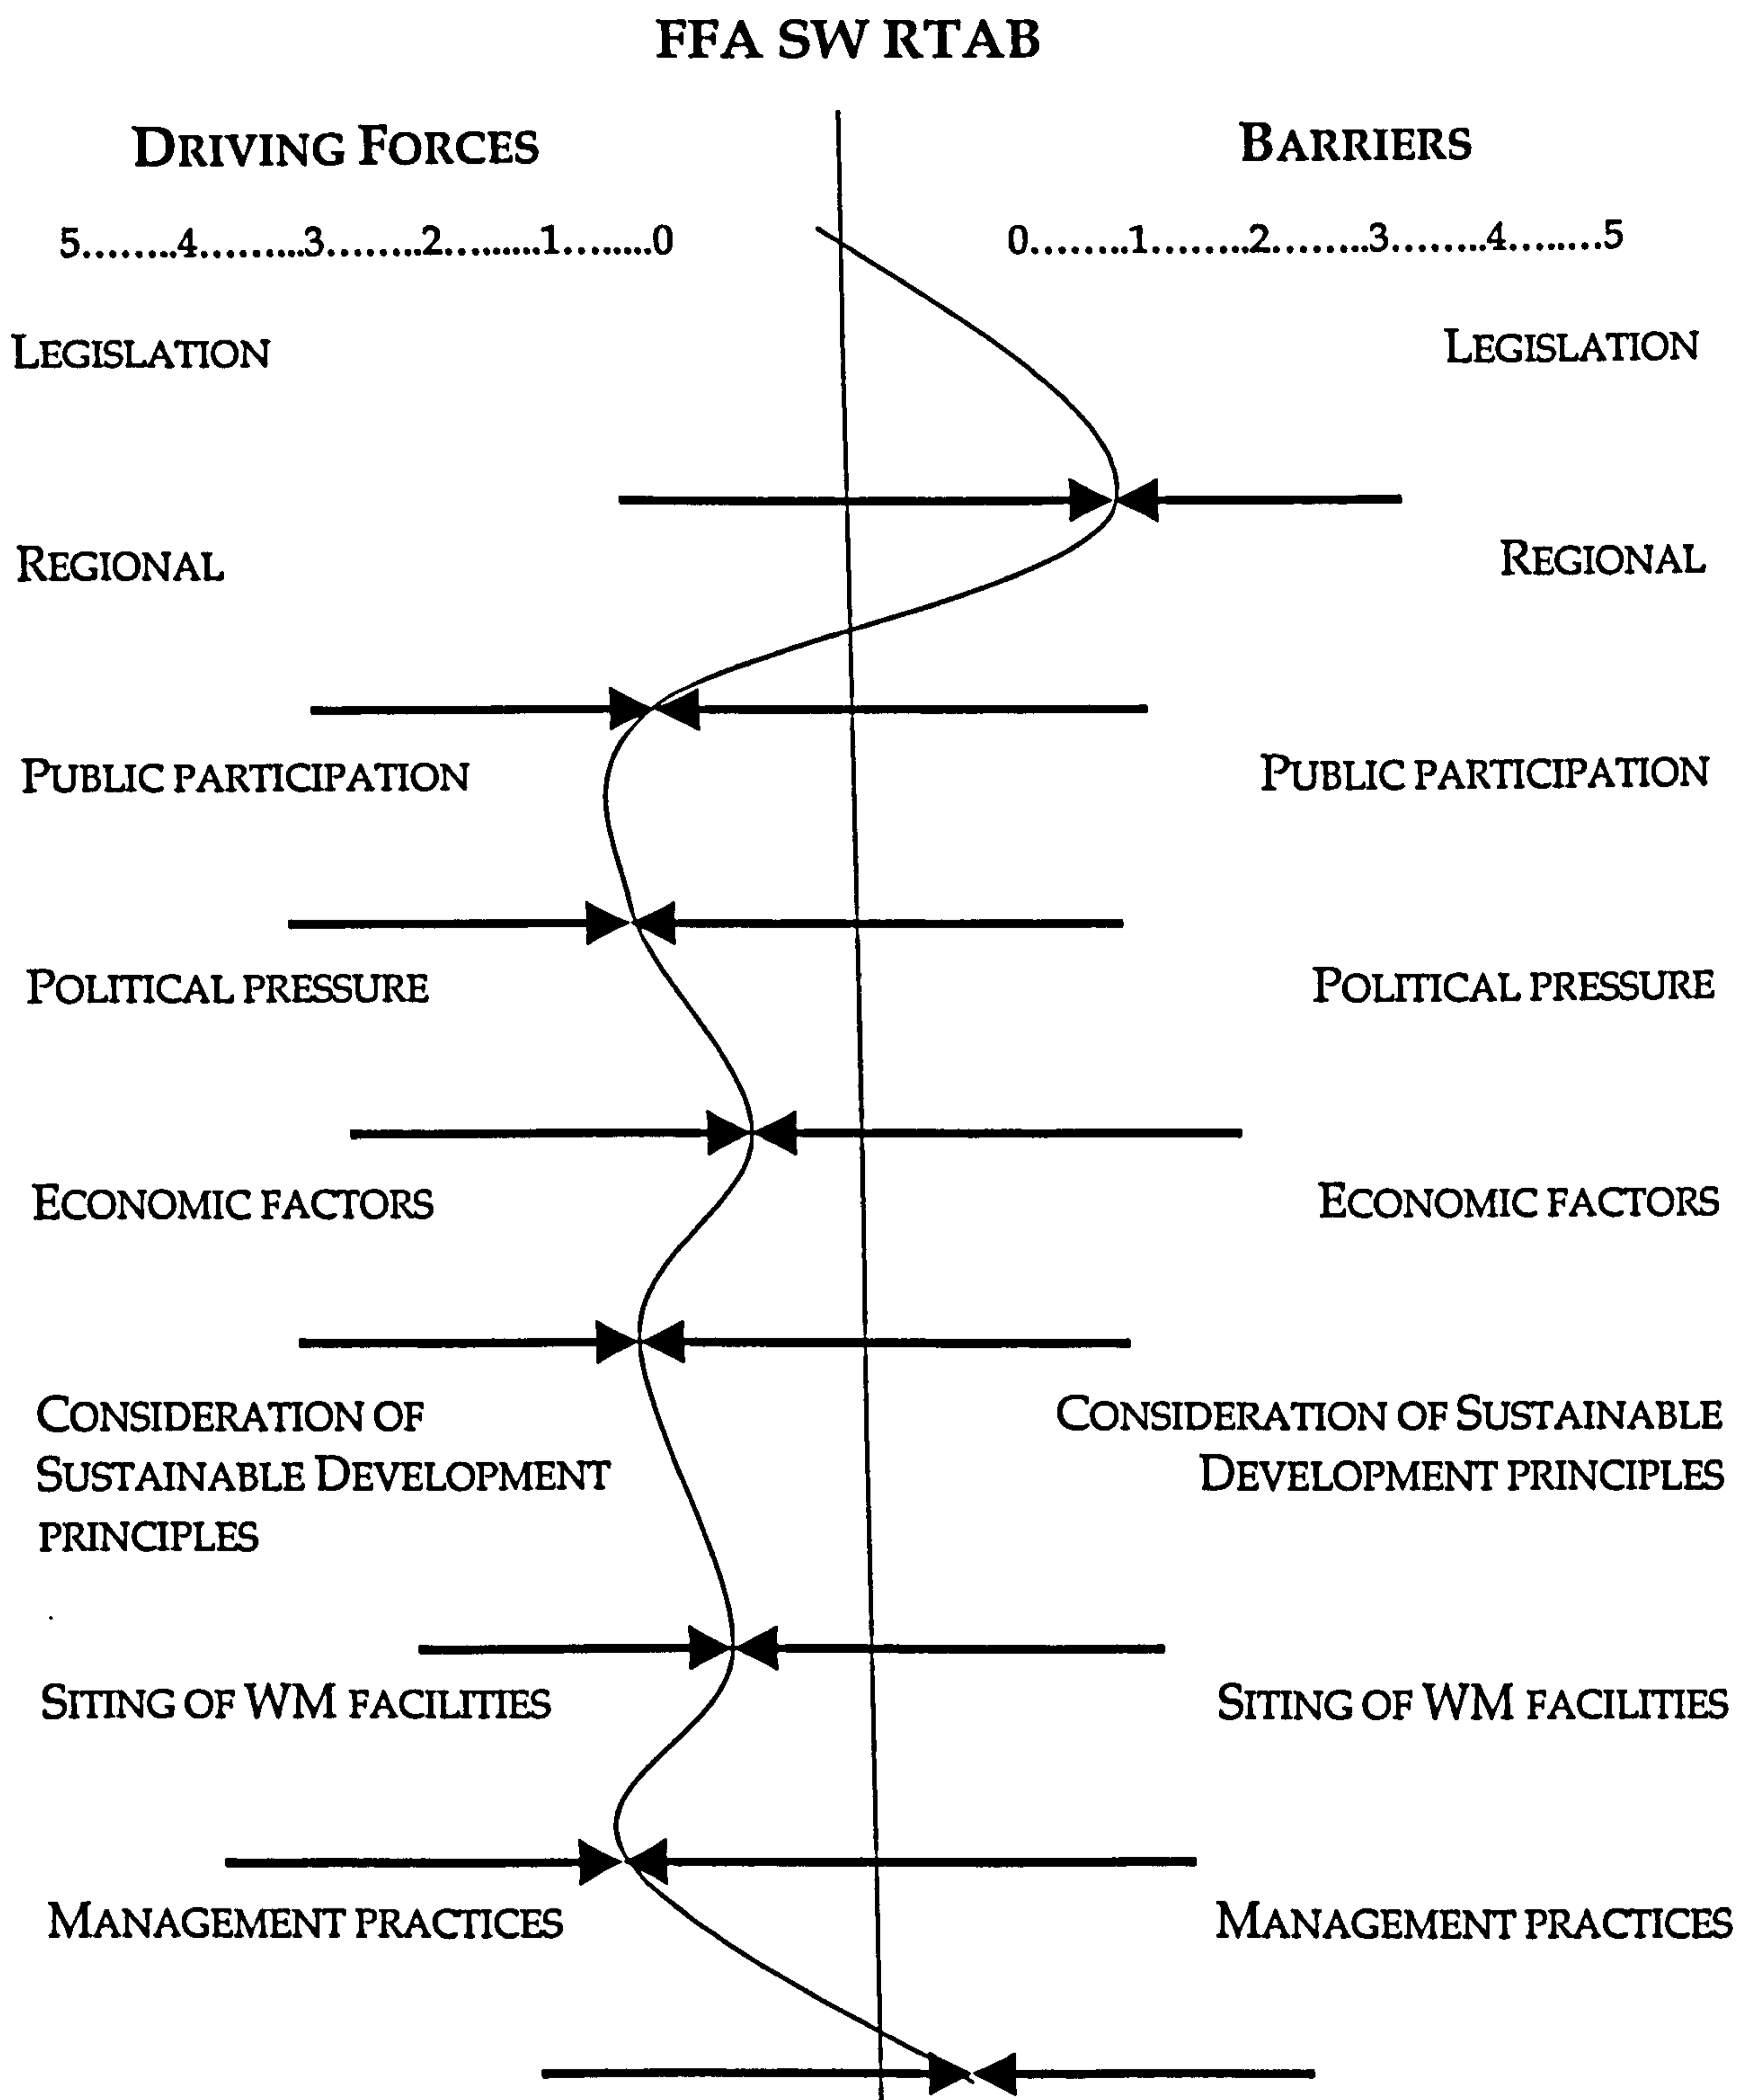 FFA SW RTAB
DRIVING FORCES
BARRIERS
5........4.........3........2........1........0
0........1........2........3........4........5
LEGISLATION
LEGISLATION
REGIONAL
REGIONAL
PUBLIC PARTICIPATION
PUBLIC PARTICIPATION
POLITICAL PRESSURE
POLITICAL PRESSURE
ECONOMIC FACTORS
ECONOMIC FACTORS
CONSIDERATION OF
SUSTAINABLE DEVELOPMENT
PRINCIPLES
CONSIDERATION OF SUSTAINABLE
DEVELOPMENT PRINCIPLES
SITING OF WM FACILITIES
SITING OF WM FACILITIES
MANAGEMENT PRACTICES
MANAGEMENT PRACTICES